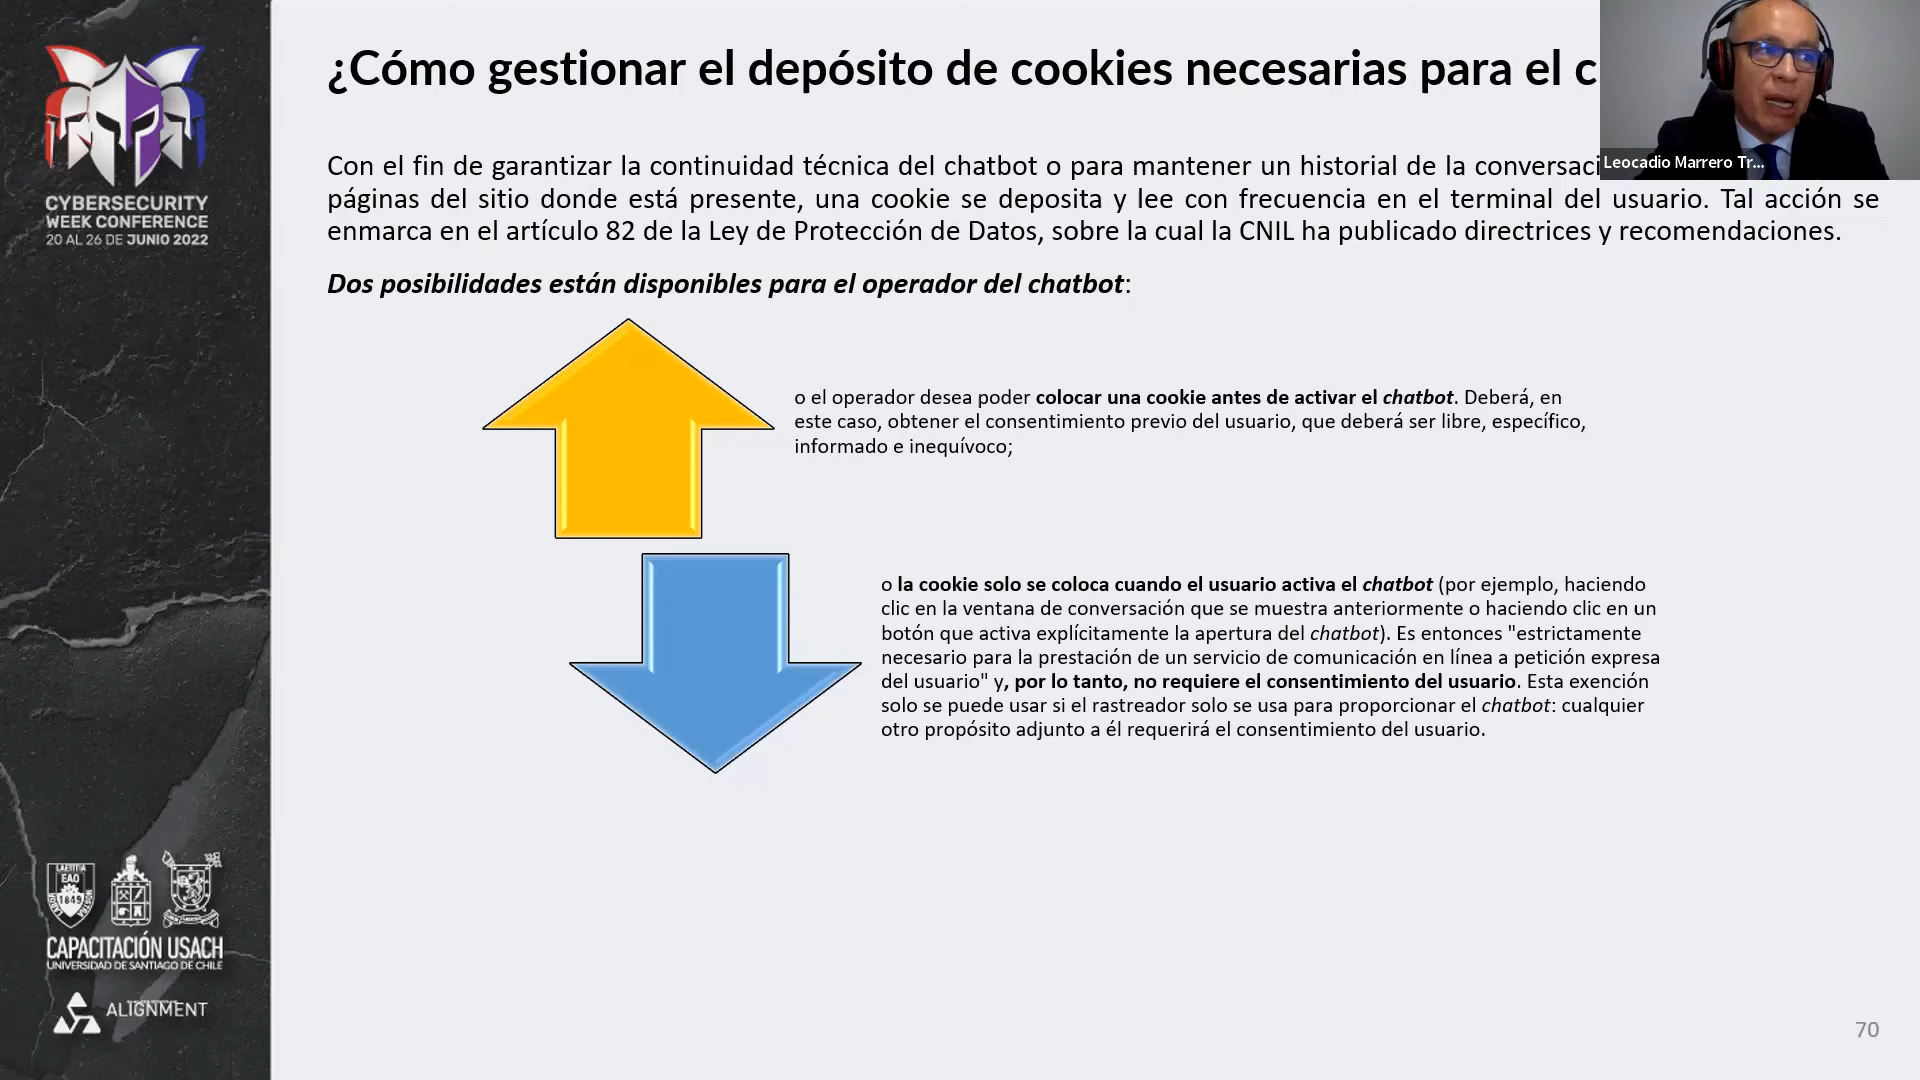 ¿Cómo gestionar el depósito de cookies necesarias para el c
Leocadio Marrero Tr...
Con el fin de garantizar la continuidad técnica del chatbot o para mantener un historial de la conversaci
páginas del sitio donde está presente, una cookie se deposita y lee con frecuencia en el terminal del usuario. Tal acción se
enmarca en el artículo 82 de la Ley de Protección de Datos, sobre la cual la CNIL ha publicado directrices y recomendaciones.
Dos posibilidades están disponibles para el operador del chatbot:
o el operador desea poder colocar una cookie antes de activar el chatbot. Deberá, en
este caso, obtener el consentimiento previo del usuario, que deberá ser libre, específico,
informado e inequívoco;
o la cookie solo se coloca cuando el usuario activa el chatbot (por ejemplo, haciendo
clic en la ventana de conversación que se muestra anteriormente o haciendo clic en un
botón que activa explícitamente la apertura del chatbot). Es entonces "estrictamente
necesario para la prestación de un servicio de comunicación en línea a petición expresa
del usuario" y, por lo tanto, no requiere el consentimiento del usuario. Esta exención
solo se puede usar si el rastreador solo se usa para proporcionar el chatbot: cualquier
otro propósito adjunto a él requerirá el consentimiento del usuario.
CYBERSECURITY
WEEK CONFERENCE
20 AL 26 DE JUNIO 2022
LAETITIA
EAO
1849
CAPACITACIÓN USACH
UNIVERSIDAD DE SANTIAGO DE CHILE
ALIGNMENT
70